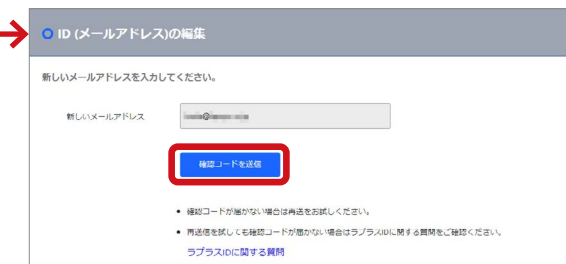 ID (メールアドレス)の編集
新しいメールアドレスを入力してください。
新しいメールアドレス
確認コードを送信
• 確認コードが届かない場合は再送をお試しください。
• 再送信を試しても確認コードが届かない場合はラプラスIDに関する質問をご確認ください。
ラプラスIDに関する質問